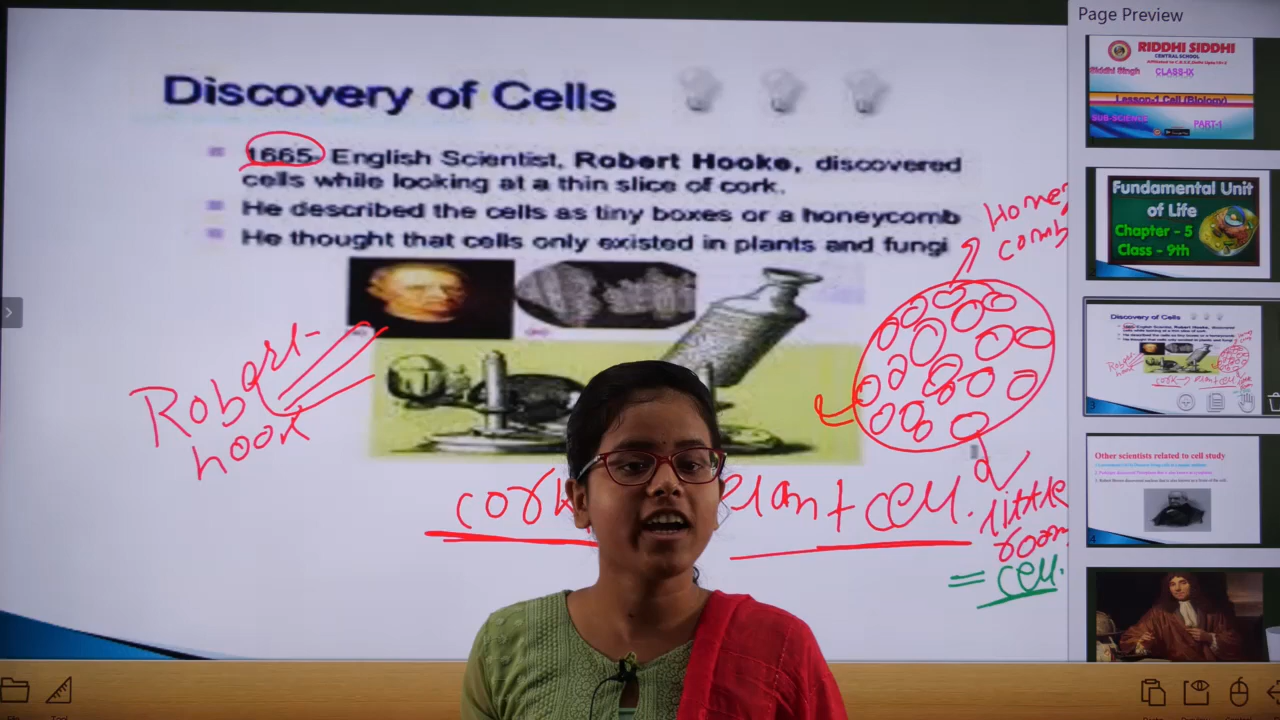 Discovery of Cells
1665- English Scientist, Robert Hooke, discovered
cells while looking at a thin slice of cork.
He described the cells as tiny boxes or a honeycomb
He thought that cells only existed in plants and fungi
Honey
comb
Robert-
hook
cork
plant cell.
little
room
= cell.
Page Preview
RIDDHI SIDDHI
CENTRAL SCHOOL
Siddhi Singh
CLASS-IX
Lesson-1 Cell (Biology)
SUB-SCIENCE
PART-1
Fundamental Unit
of Life
Chapter - 5
Class - 9th
Discovery of Cells
Other scientists related to cell study